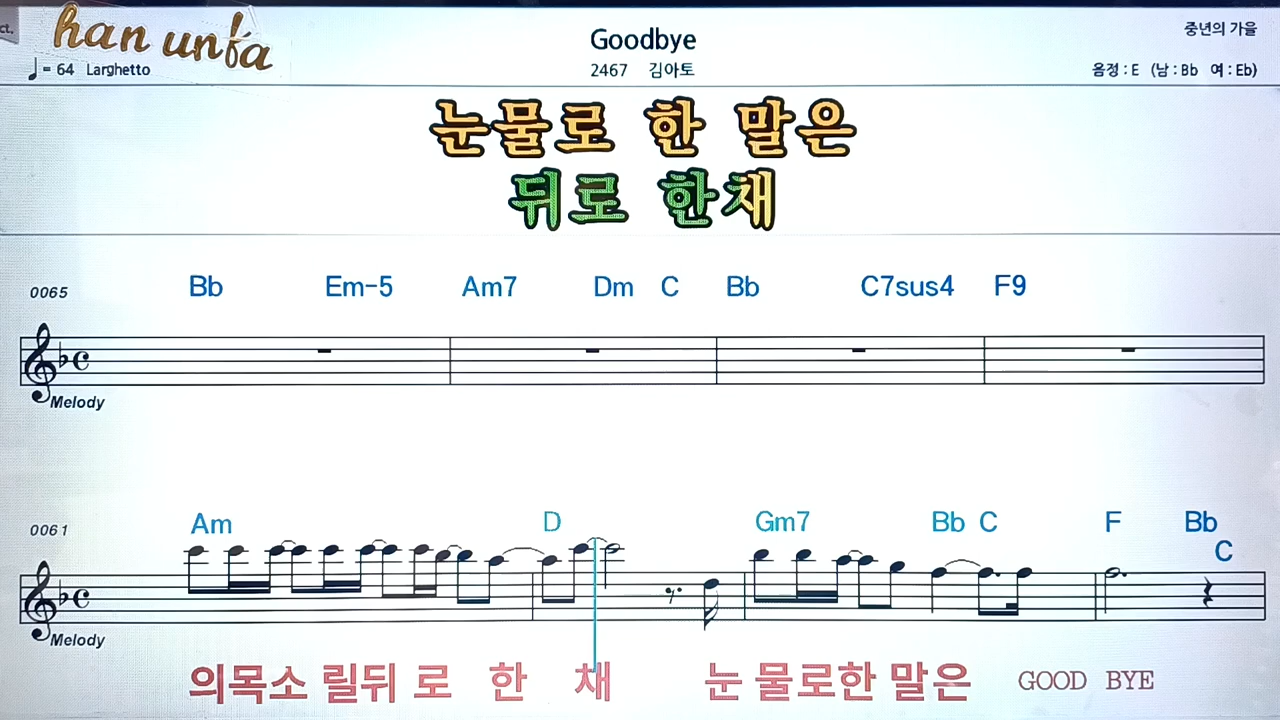 ct.
han unfa
Goodbye
중년의 가을
♩= 64 Larghetto
2467 김아토
음정 : E (남 : Bb 여 : Eb)
눈물로 한 말은
뒤로 한채
0065
Bb Em-5 Am7 Dm C Bb C7sus4 F9
Melody
0061
Am D Gm7 Bb C F Bb
C
Melody
의목소 릴뒤 로 한 채 눈 물로한 말은 GOOD BYE